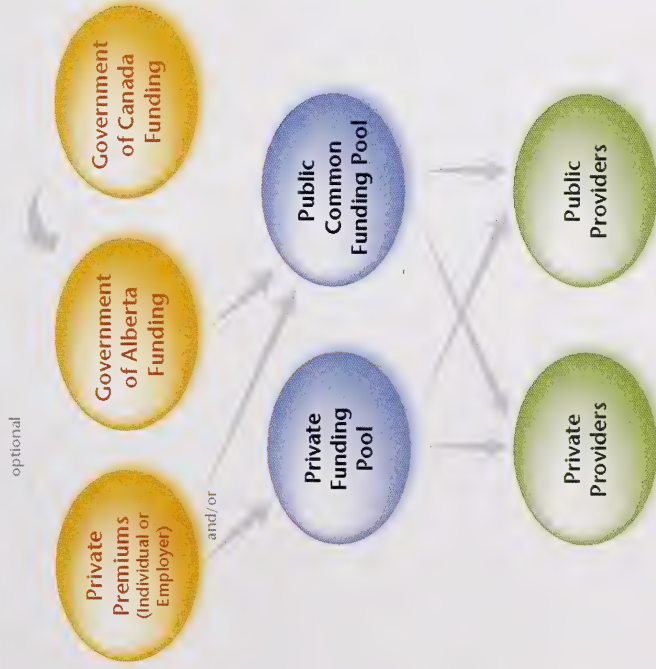 optional
Private
Premiums
(Individual or
Employer)
Government
of Alberta
Funding
Government
of Canada
Funding
and/or
Private
Funding
Pool
Public
Common
Funding Pool
Private
Providers
Public
Providers